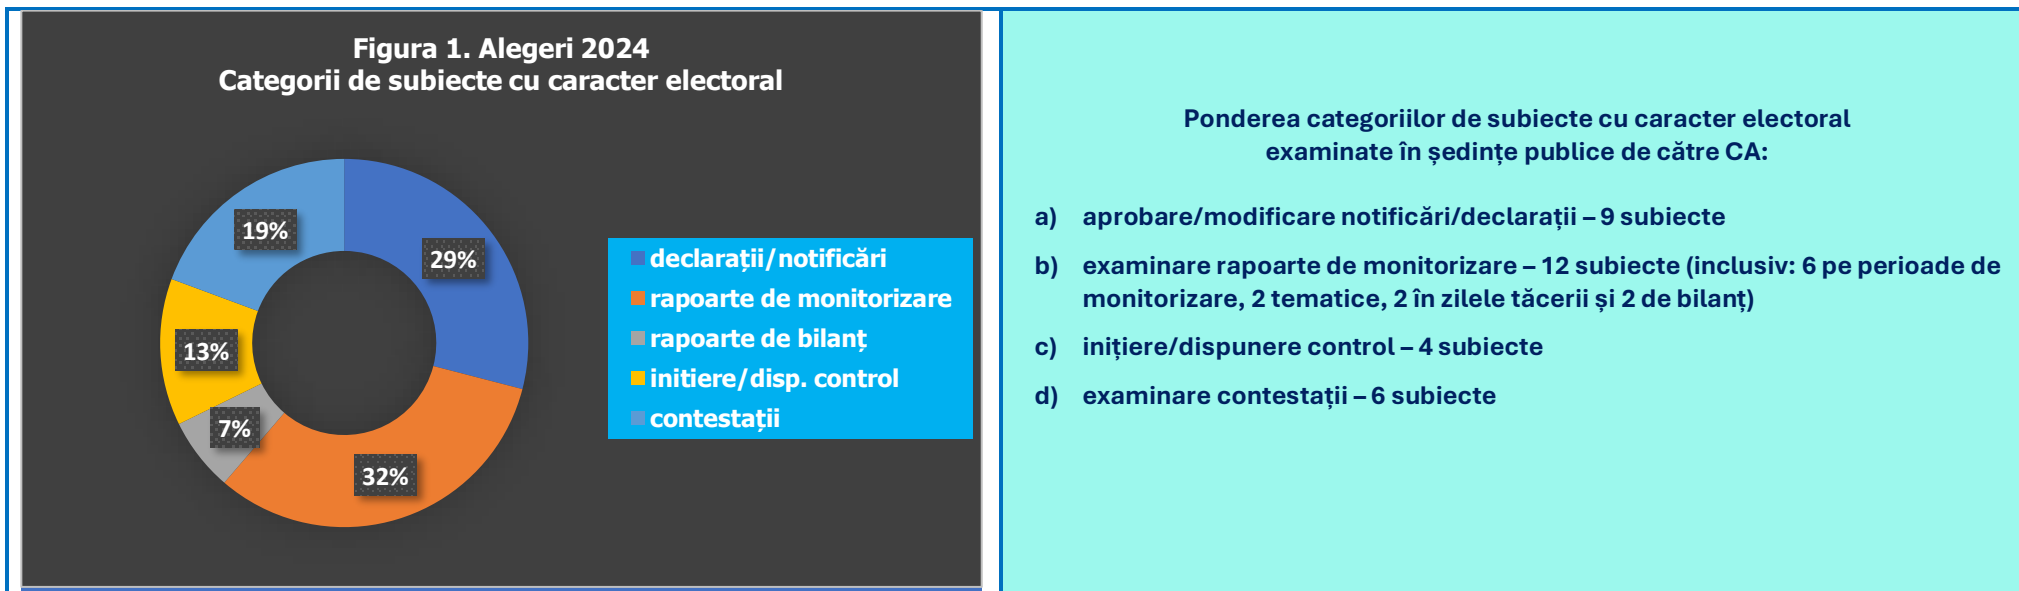 Figura 1. Alegeri 2024
Categorii de subiecte cu caracter electoral
19%
29%
13%
7%
32%
declarații/notificări
rapoarte de monitorizare
rapoarte de bilanț
initiere/disp. control
contestații
Ponderea categoriilor de subiecte cu caracter electoral
examinate în ședințe publice de către CA:
a) aprobare/modificare notificări/declarații – 9 subiecte
b) examinare rapoarte de monitorizare – 12 subiecte (inclusiv: 6 pe perioade de
monitorizare, 2 tematice, 2 în zilele tăcerii și 2 de bilanț)
c) inițiere/dispunere control – 4 subiecte
d) examinare contestații – 6 subiecte